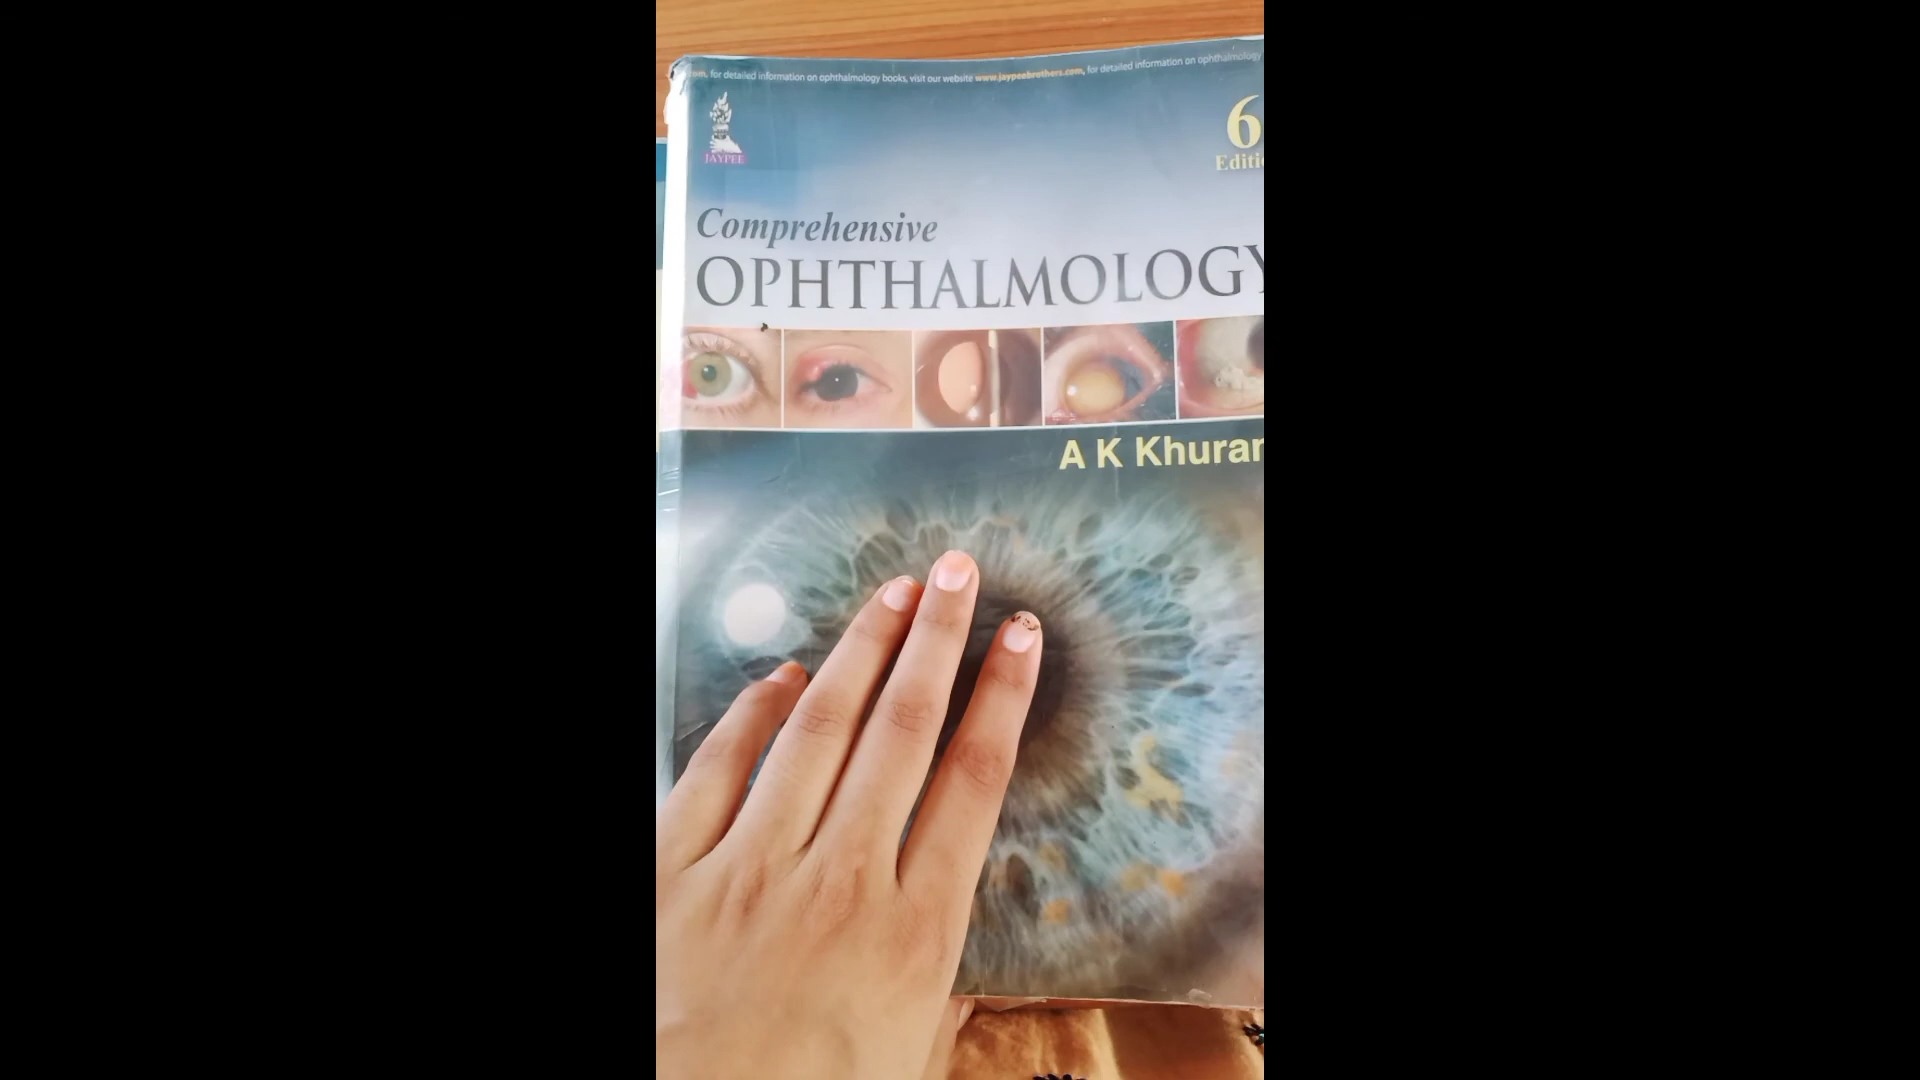 com, for detailed information on ophthalmology books, visit our website www.jaypeebrothers.com, for detailed information on ophthalmology
JAYPEE
6
Editi
Comprehensive
OPHTHALMOLOGY
A K Khuran